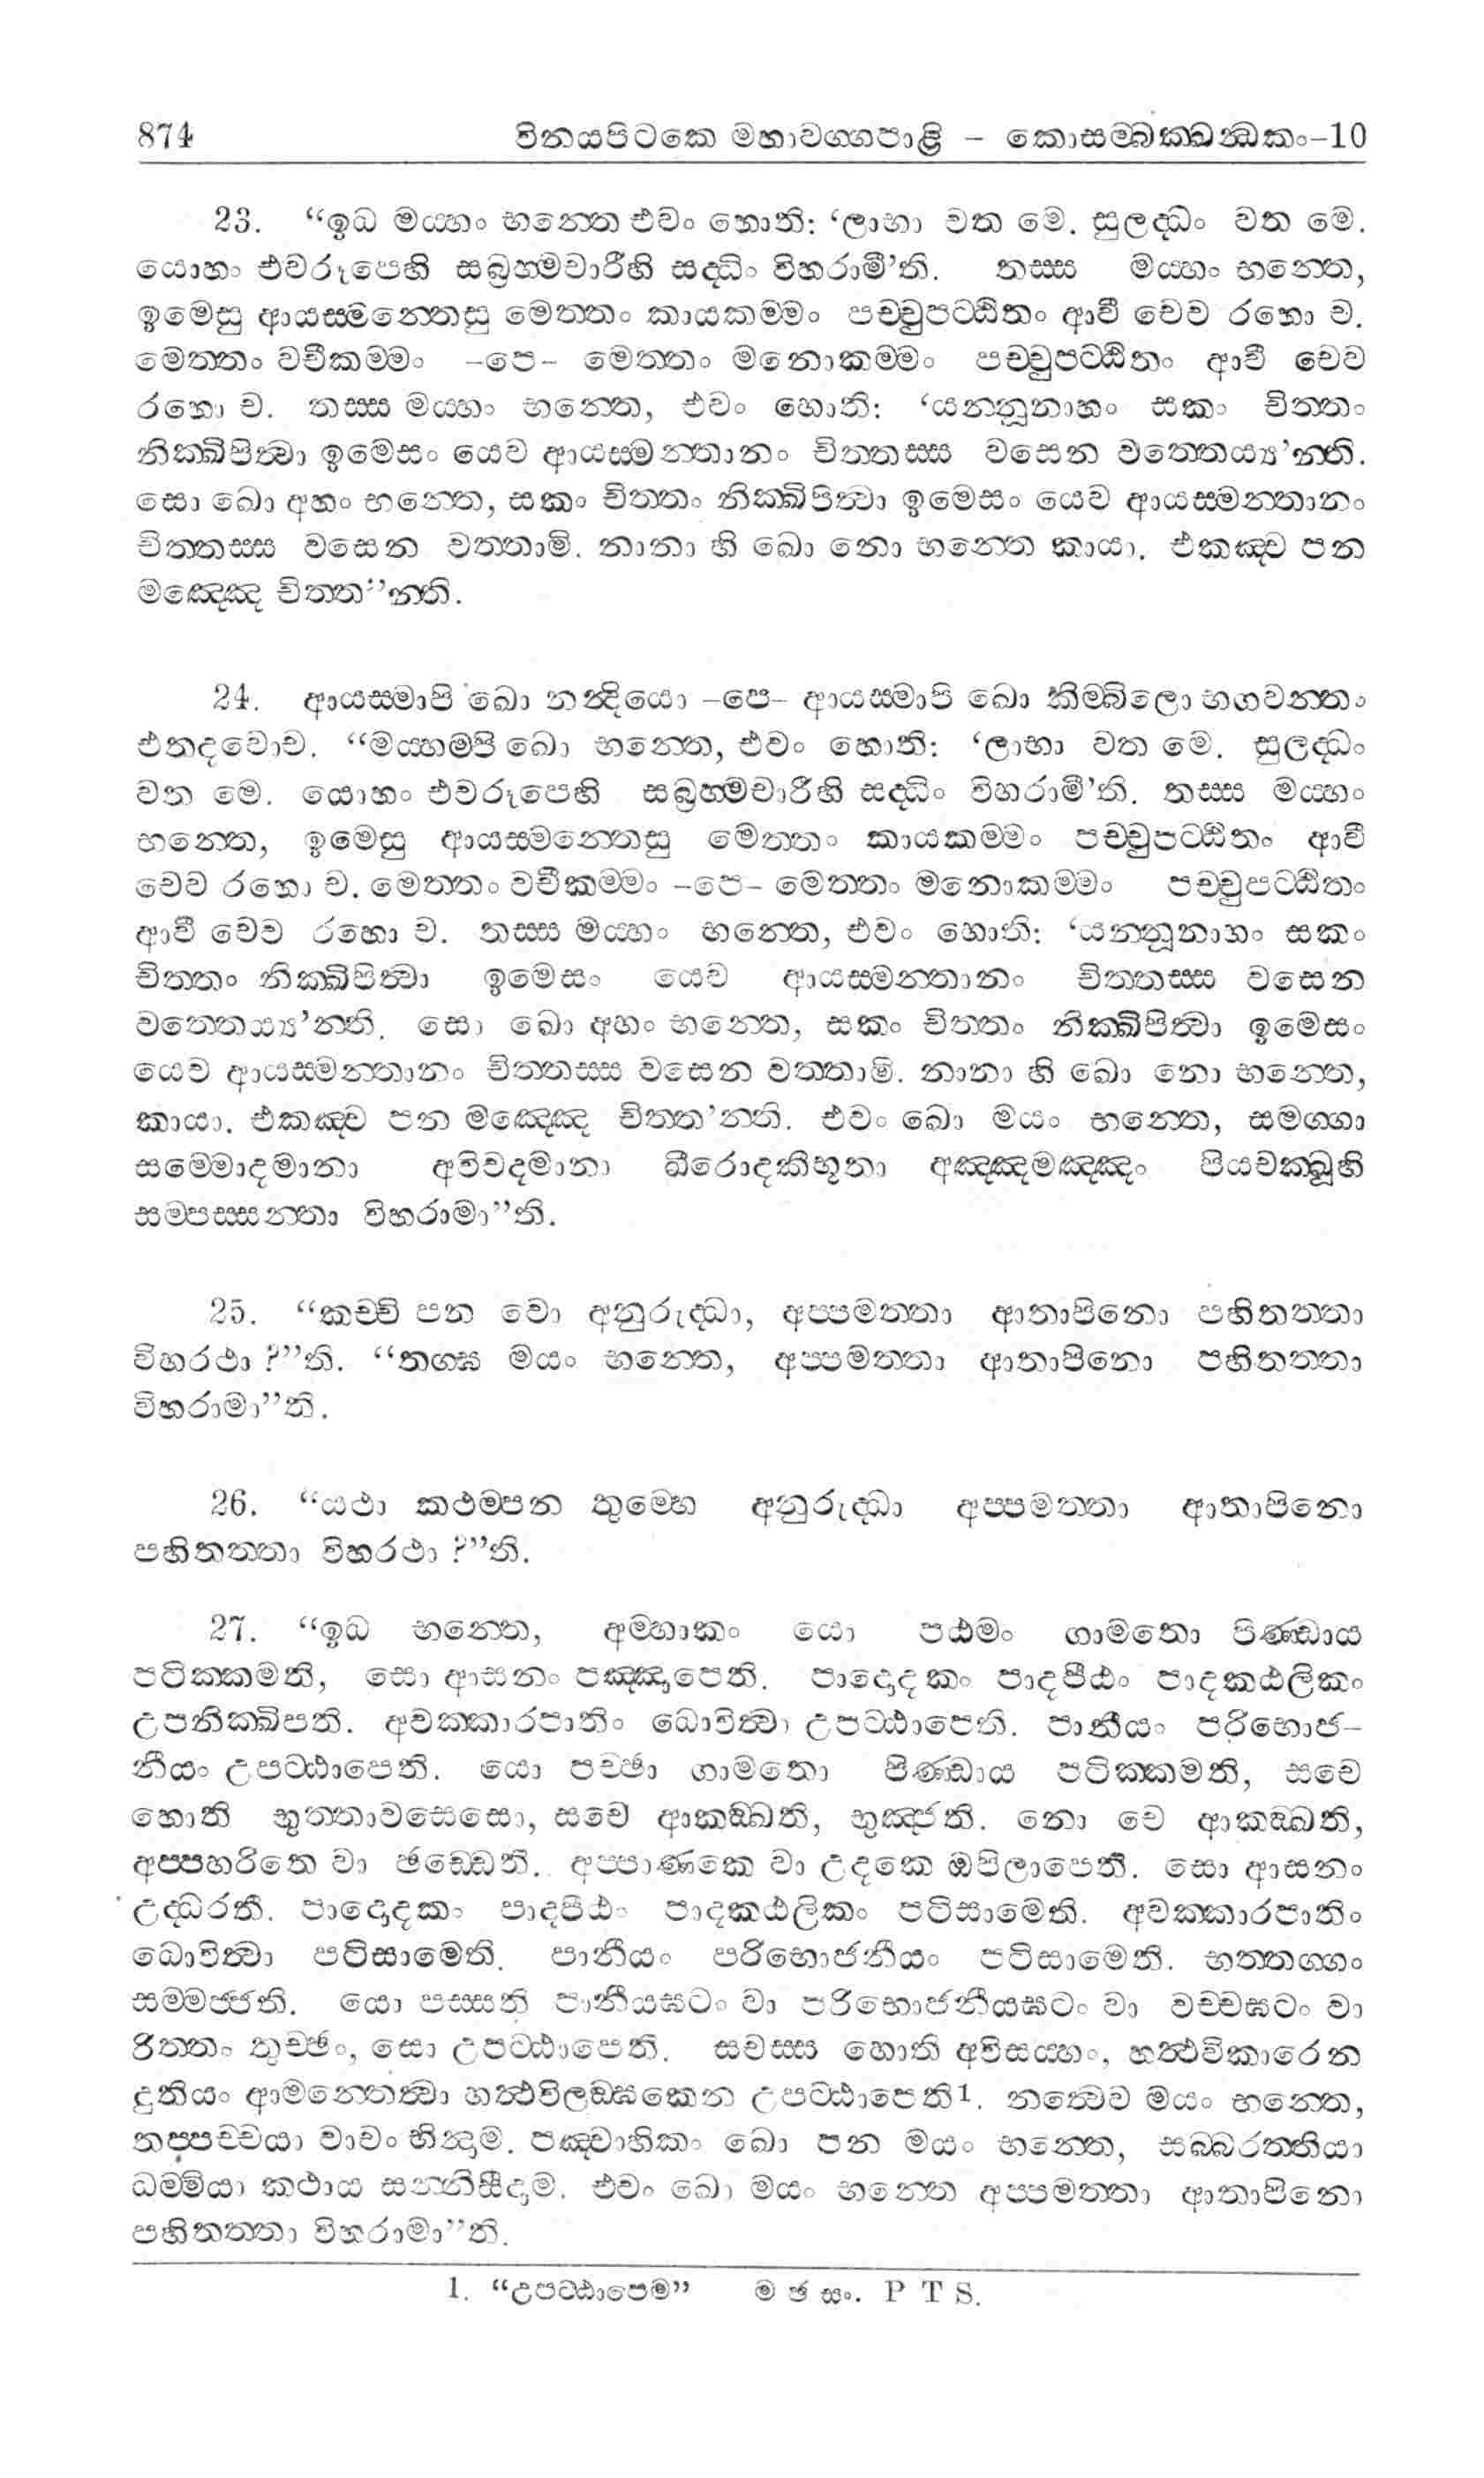 874 විනයපිටකෙ මහාවග්ගපාළි – කොසම්බක්ඛන්ධකං–10
23. “ඉධ මය්හං භන්තෙ එවං හොති: ‘ලාභා වත මෙ. සුලද්ධං වත මෙ.
යොහං එවරූපෙහි සබ්‍රහ්මචාරීහි සද්ධිං විහරාමී’ති. තස්ස මය්හං භන්තෙ,
ඉමෙසු ආයස්මන්තෙසු මෙත්තං කායකම්මං පච්චුපට්ඨිතං ආවී චෙව රහො ච.
මෙත්තං වචීකම්මං –පෙ– මෙත්තං මනොකම්මං පච්චුපට්ඨිතං ආවී චෙව
රහො ච. තස්ස මය්හං භන්තෙ, එවං හොති: ‘යන්නූනාහං සකං චිත්තං
නික්ඛිපිත්වා ඉමෙසං යෙව ආයස්මන්තානං චිත්තස්ස වසෙන වත්තෙය්‍ය’න්ති.
සො ඛො අහං භන්තෙ, සකං චිත්තං නික්ඛිපිත්වා ඉමෙසං යෙව ආයස්මන්තානං
චිත්තස්ස වසෙන වත්තාමි. නානා හි ඛො නො භන්තෙ කායා. එකඤ්ච පන
මඤ්ඤෙ චිත්ත”න්ති.
24. ආයස්මාපි ඛො නන්දියො –පෙ– ආයස්මාපි ඛො කිම්බිලො භගවන්තං
එතදවොච. “මය්හම්පි ඛො භන්තෙ, එවං හොති: ‘ලාභා වත මෙ. සුලද්ධං
වත මෙ. යොහං එවරූපෙහි සබ්‍රහ්මචාරීහි සද්ධිං විහරාමී’ති. තස්ස මය්හං
භන්තෙ, ඉමෙසු ආයස්මන්තෙසු මෙත්තං කායකම්මං පච්චුපට්ඨිතං ආවී
චෙව රහො ච. මෙත්තං වචීකම්මං –පෙ– මෙත්තං මනොකම්මං පච්චුපට්ඨිතං
ආවී චෙව රහො ච. තස්ස මය්හං භන්තෙ, එවං හොති: ‘යන්නූනාහං සකං
චිත්තං නික්ඛිපිත්වා ඉමෙසං යෙව ආයස්මන්තානං චිත්තස්ස වසෙන
වත්තෙය්‍ය’න්ති. සො ඛො අහං භන්තෙ, සකං චිත්තං නික්ඛිපිත්වා ඉමෙසං
යෙව ආයස්මන්තානං චිත්තස්ස වසෙන වත්තාමි. නානා හි ඛො නො භන්තෙ,
කායා. එකඤ්ච පන මඤ්ඤෙ චිත්ත’න්ති. එවං ඛො මයං භන්තෙ, සමග්ගා
සම්මොදමානා අවිවදමානා ඛීරොදකීභූතා අඤ්ඤමඤ්ඤං පියචක්ඛූහි
සම්පස්සන්තා විහරාමා”ති.
25. “කච්චි පන වො අනුරුද්ධා, අප්පමත්තා ආතාපිනො පහිතත්තා
විහරථා ?”ති. “තග්ඝ මයං භන්තෙ, අප්පමත්තා ආතාපිනො පහිතත්තා
විහරාමා”ති.
26. “යථා කථම්පන තුම්හෙ අනුරුද්ධා අප්පමත්තා ආතාපිනො
පහිතත්තා විහරථා ?”ති.
27. “ඉධ භන්තෙ, අම්හාකං යො පඨමං ගාමතො පිණ්ඩාය
පටික්කමති, සො ආසනං පඤ්ඤාපෙති. පාදොදකං පාදපීඨං පාදකඨලිකං
උපනික්ඛිපති. අවක්කාරපාතිං ධොවිත්වා උපට්ඨාපෙති. පානීයං පරිභොජ–
නීයං උපට්ඨාපෙති. යො පච්ඡා ගාමතො පිණ්ඩාය පටික්කමති, සචෙ
හොති භුත්තාවසෙසො, සචෙ ආකඞ්ඛති, භුඤ්ජති. නො චෙ ආකඞ්ඛති,
අප්පහරිතෙ වා ඡඩ්ඩෙති. අප්පාණකෙ වා උදකෙ ඔපිලාපෙති. සො ආසනං
උද්ධරති. පාදොදකං පාදපීඨං පාදකඨලිකං පටිසාමෙති. අවක්කාරපාතිං
ධොවිත්වා පටිසාමෙති. පානීයං පරිභොජනීයං පටිසාමෙති. භත්තග්ගං
සම්මජ්ජති. යො පස්සති පානීයඝටං වා පරිභොජනීයඝටං වා වච්චඝටං වා
රිත්තං තුච්ඡං, සො උපට්ඨාපෙති. සචස්ස හොති අවිසය්හං, හත්ථවිකාරෙන
දුතියං ආමන්තෙත්වා හත්ථවිලඞ්ඝකෙන උපට්ඨාපෙති1. නත්වෙව මයං භන්තෙ,
තප්පච්චයා වාචං භින්දාම. පඤ්චාහිකං ඛො පන මයං භන්තෙ, සබ්බරත්තියා
ධම්මියා කථාය සන්නිසීදාම. එවං ඛො මයං භන්තෙ අප්පමත්තා ආතාපිනො
පහිතත්තා විහරාමා”ති.
1. “උපට්ඨාපෙම” ම ඡ සං. P T S.